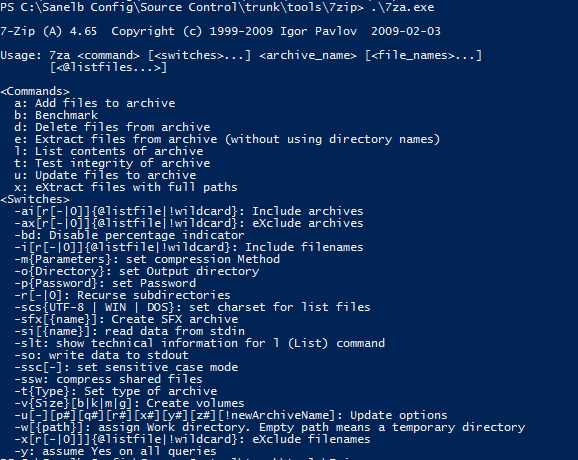 PS C:\Sanelb Config\Source Control\trunk\tools\7zip> .\7za.exe
7-Zip (A) 4.65  Copyright (c) 1999-2009 Igor Pavlov  2009-02-03
Usage: 7za <command> [<switches>...] <archive_name> [<file_names>...]
       [<@listfiles...>]
<Commands>
  a: Add files to archive
  b: Benchmark
  d: Delete files from archive
  e: Extract files from archive (without using directory names)
  l: List contents of archive
  t: Test integrity of archive
  u: Update files to archive
  x: eXtract files with full paths
<Switches>
  -ai[r[-|0]]{@listfile|!wildcard}: Include archives
  -ax[r[-|0]]{@listfile|!wildcard}: eXclude archives
  -bd: Disable percentage indicator
  -i[r[-|0]]{@listfile|!wildcard}: Include filenames
  -m{Parameters}: set compression Method
  -o{Directory}: set Output directory
  -p{Password}: set Password
  -r[-|0]: Recurse subdirectories
  -scs{UTF-8 | WIN | DOS}: set charset for list files
  -sfx[{name}]: Create SFX archive
  -si[{name}]: read data from stdin
  -slt: show technical information for l (List) command
  -so: write data to stdout
  -ssc[-]: set sensitive case mode
  -ssw: compress shared files
  -t{Type}: Set type of archive
  -v{Size}[b|k|m|g]: Create volumes
  -u[-][p#][q#][r#][x#][y#][z#][!newArchiveName]: Update options
  -w[{path}]: assign Work directory. Empty path means a temporary directory
  -x[r[-|0]]]{@listfile|!wildcard}: eXclude filenames
  -y: assume Yes on all queries